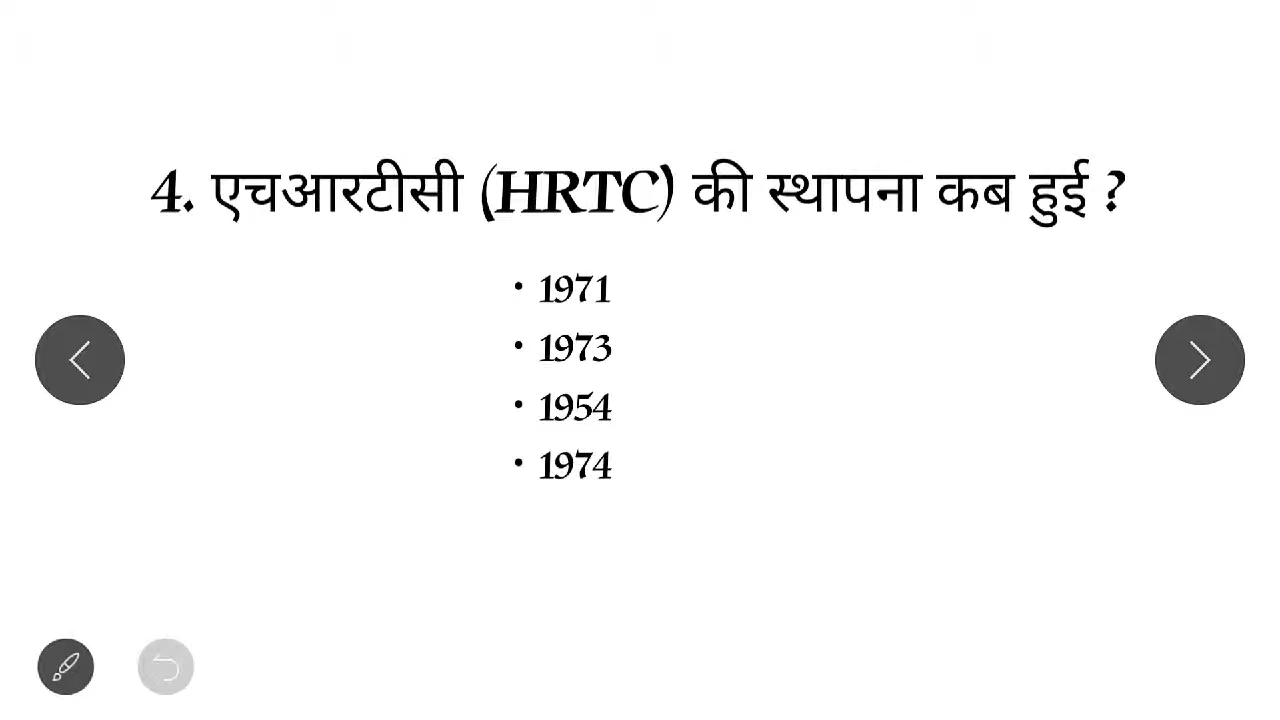 4. एचआरटीसी (HRTC) की स्थापना कब हुई ?
• 1971
• 1973
• 1954
• 1974